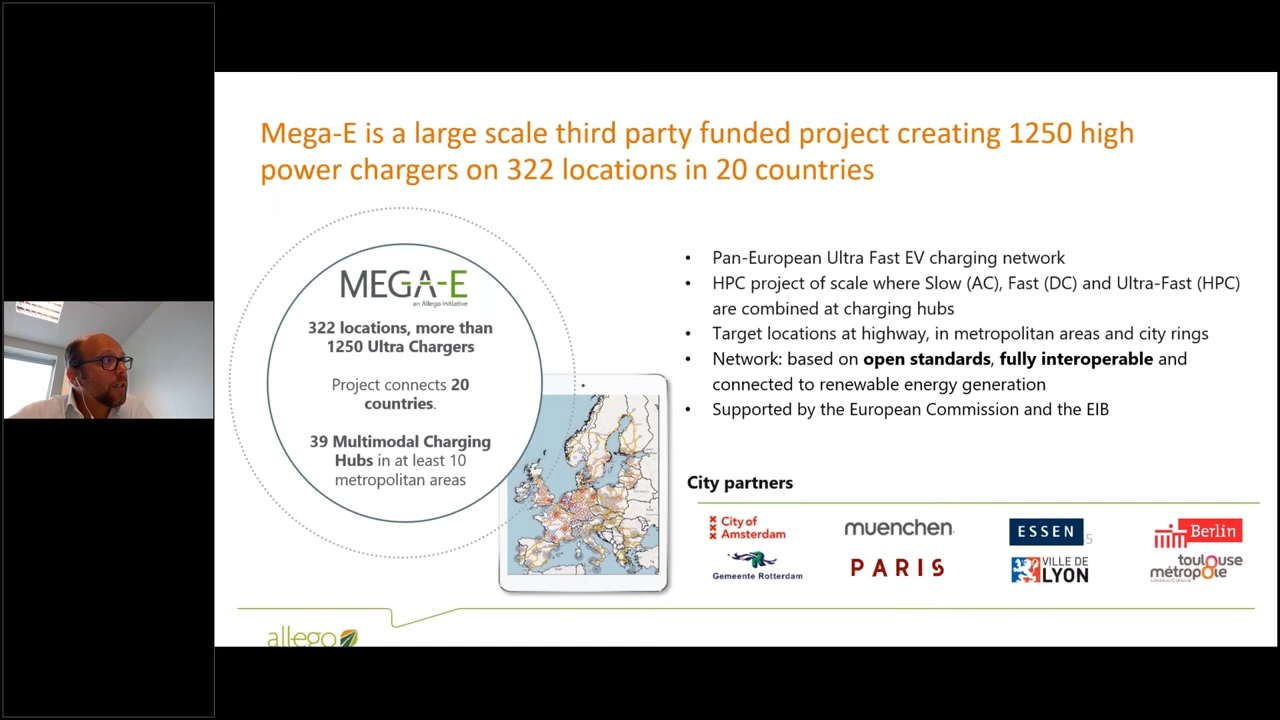 Mega-E is a large scale third party funded project creating 1250 high
power chargers on 322 locations in 20 countries
MEGA-E
an Allego initiative
322 locations, more than
1250 Ultra Chargers
Project connects 20
countries.
39 Multimodal Charging
Hubs in at least 10
metropolitan areas
• Pan-European Ultra Fast EV charging network
• HPC project of scale where Slow (AC), Fast (DC) and Ultra-Fast (HPC)
are combined at charging hubs
• Target locations at highway, in metropolitan areas and city rings
• Network: based on open standards, fully interoperable and
connected to renewable energy generation
• Supported by the European Commission and the EIB
City partners
City of
Amsterdam
muenchen
ESSEN
5
Berlin
Gemeente Rotterdam
PARIS
VILLE DE
LYON
toulouse
métropole
allego